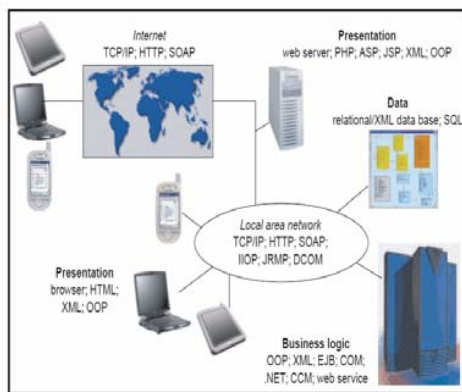 Internet
TCP/IP; HTTP; SOAP
Presentation
web server; PHP; ASP; JSP; XML; OOP
Data
relational/XML data base; SQL
Local area network
TCP/IP; HTTP; SOAP;
IIOP; JRMP; DCOM
Presentation
browser; HTML;
XML; OOP
Business logic
OOP; XML; EJB; COM;
.NET; CCM; web service